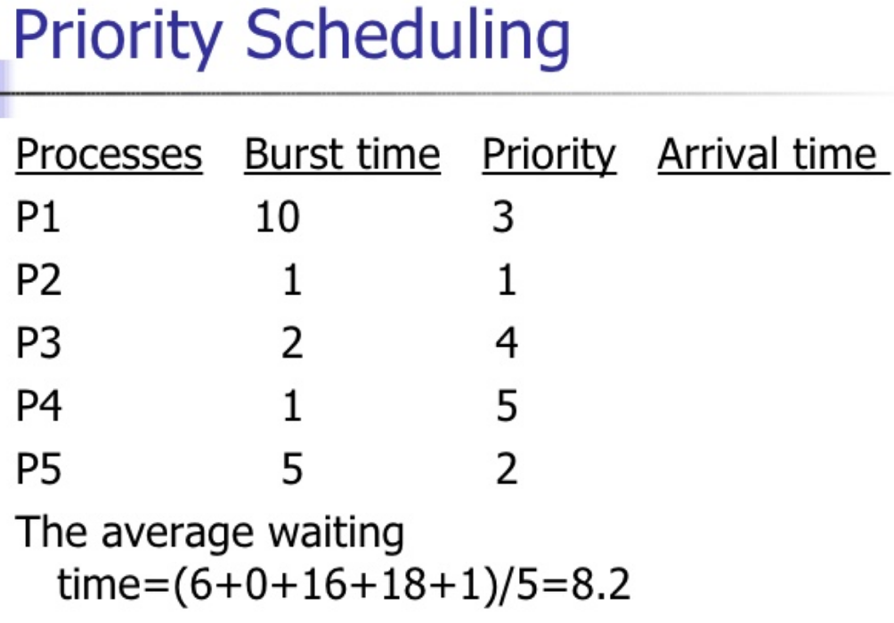 Priority Scheduling
Processes Burst time Priority Arrival time
P1 10 3
P2 1 1
P3 2 4
P4 1 5
P5 5 2
The average waiting
time=(6+0+16+18+1)/5=8.2